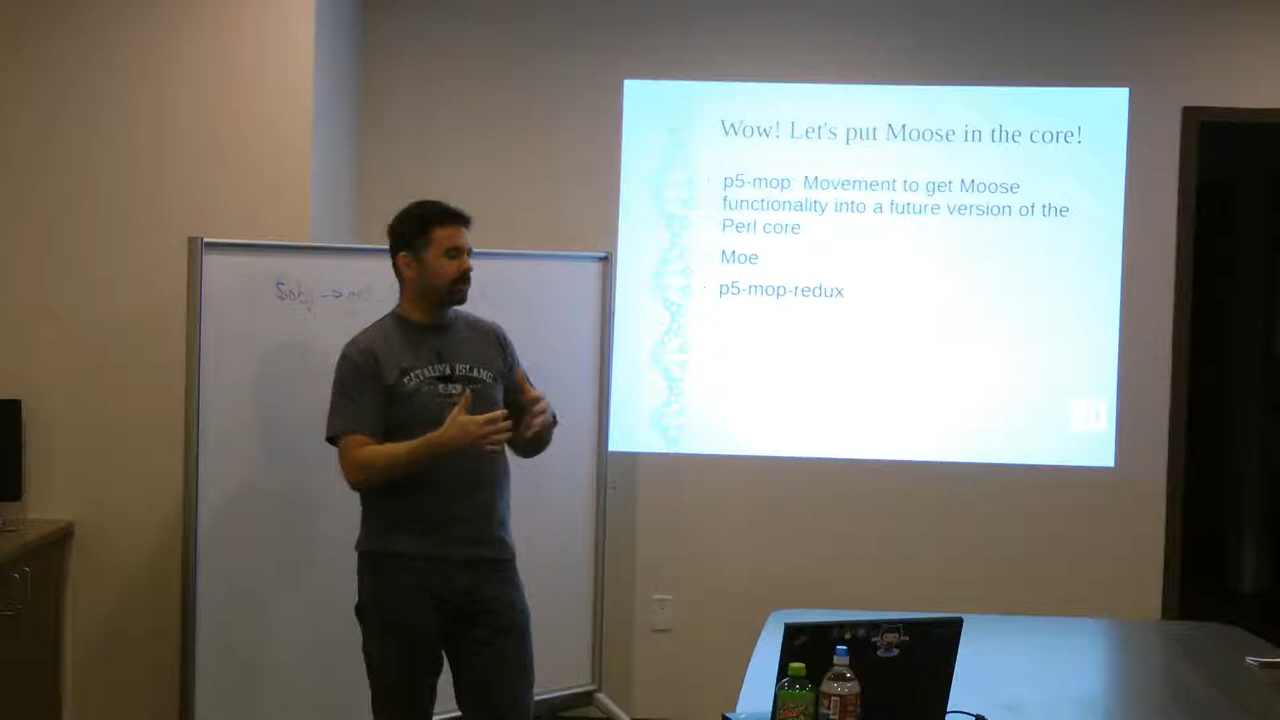 Wow! Let's put Moose in the core!
p5-mop: Movement to get Moose
functionality into a future version of the
Perl core
Moe
p5-mop-redux
CATALINA ISLAND